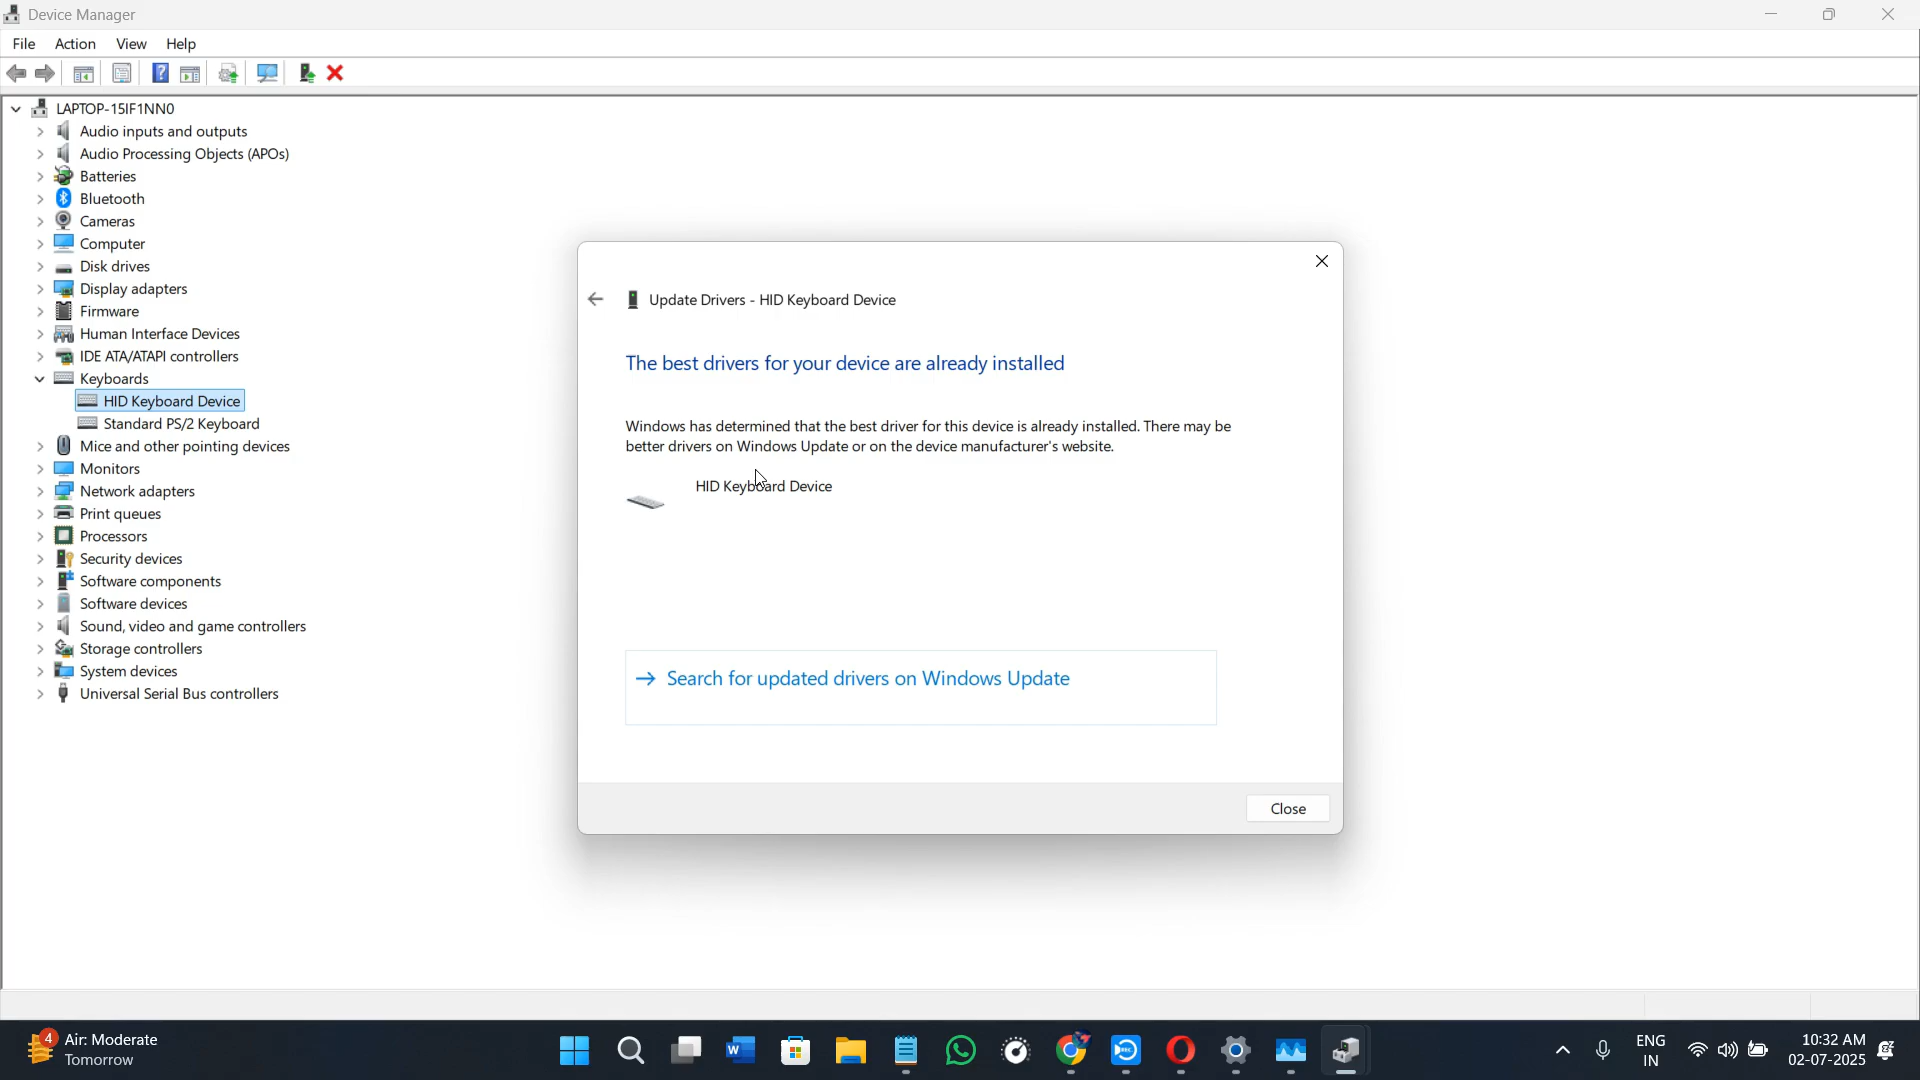 Device Manager
File Action View Help
LAPTOP-15IF1NN0
Audio inputs and outputs
Audio Processing Objects (APOs)
Batteries
Bluetooth
Cameras
Computer
Disk drives
Display adapters
Firmware
Human Interface Devices
IDE ATA/ATAPI controllers
Keyboards
HID Keyboard Device
Standard PS/2 Keyboard
Mice and other pointing devices
Monitors
Network adapters
Print queues
Processors
Security devices
Software components
Software devices
Sound, video and game controllers
Storage controllers
System devices
Universal Serial Bus controllers
Update Drivers - HID Keyboard Device
The best drivers for your device are already installed
Windows has determined that the best driver for this device is already installed. There may be
better drivers on Windows Update or on the device manufacturer's website.
HID Keyboard Device
Search for updated drivers on Windows Update
Close
4
Air: Moderate
Tomorrow
W
REC
ENG
IN
10:32 AM
02-07-2025